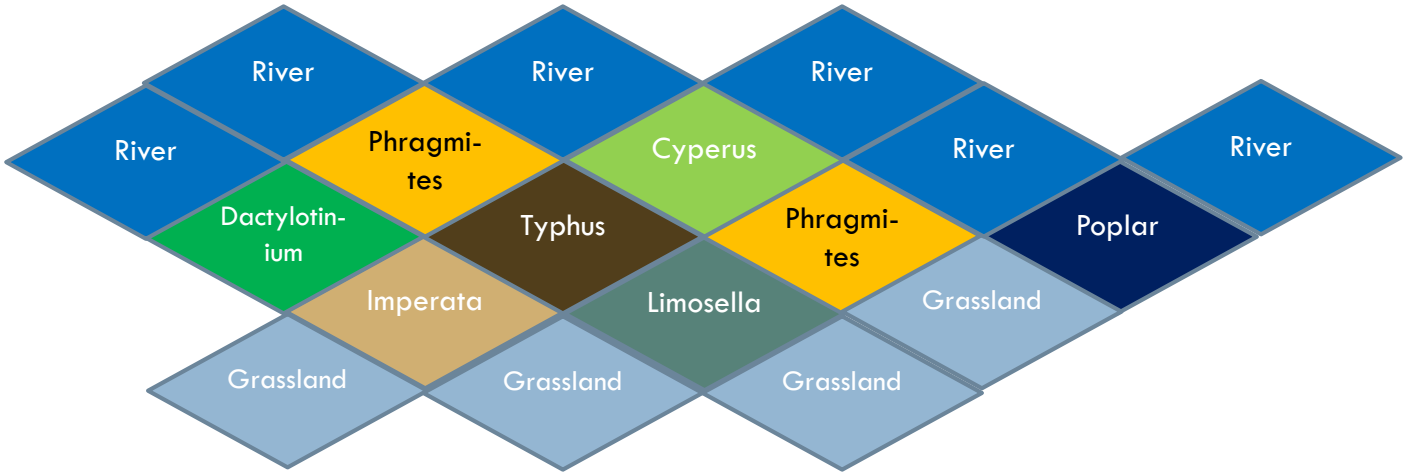 River
River
River
River
Phragmi-
tes
Cyperus
River
River
Dactylotin-
ium
Typhus
Phragmi-
tes
Poplar
Imperata
Limosella
Grassland
Grassland
Grassland
Grassland